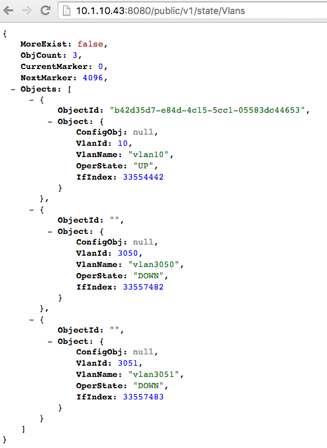 10.1.10.43:8080/public/v1/state/Vlans
{
MoreExist: false,
ObjCount: 3,
CurrentMarker: 0,
NextMarker: 4096,
- Objects: [
- {
ObjectId: "b42d35d7-e84d-4c15-5cc1-05583dc44653",
- Object: {
ConfigObj: null,
VlanId: 10,
VlanName: "vlan10",
OperState: "UP",
IfIndex: 33554442
}
},
- {
ObjectId: "",
- Object: {
ConfigObj: null,
VlanId: 3050,
VlanName: "vlan3050",
OperState: "DOWN",
IfIndex: 33557482
}
},
- {
ObjectId: "",
- Object: {
ConfigObj: null,
VlanId: 3051,
VlanName: "vlan3051",
OperState: "DOWN",
IfIndex: 33557483
}
}
]
}